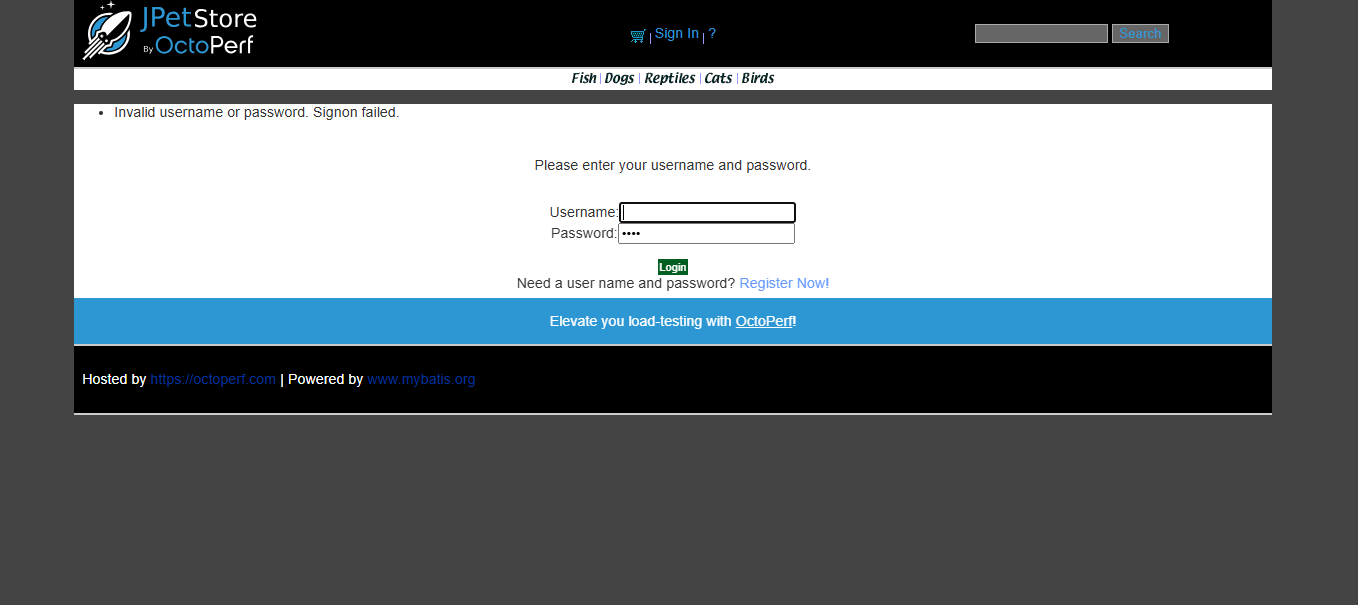 JPetStore
By OctoPerf
Sign In | ?
Search
Fish | Dogs | Reptiles | Cats | Birds
• Invalid username or password. Signon failed.
Please enter your username and password.
Username:
Password: ••••
Login
Need a user name and password? Register Now!
Elevate you load-testing with OctoPerf!
Hosted by https://octoperf.com | Powered by www.mybatis.org